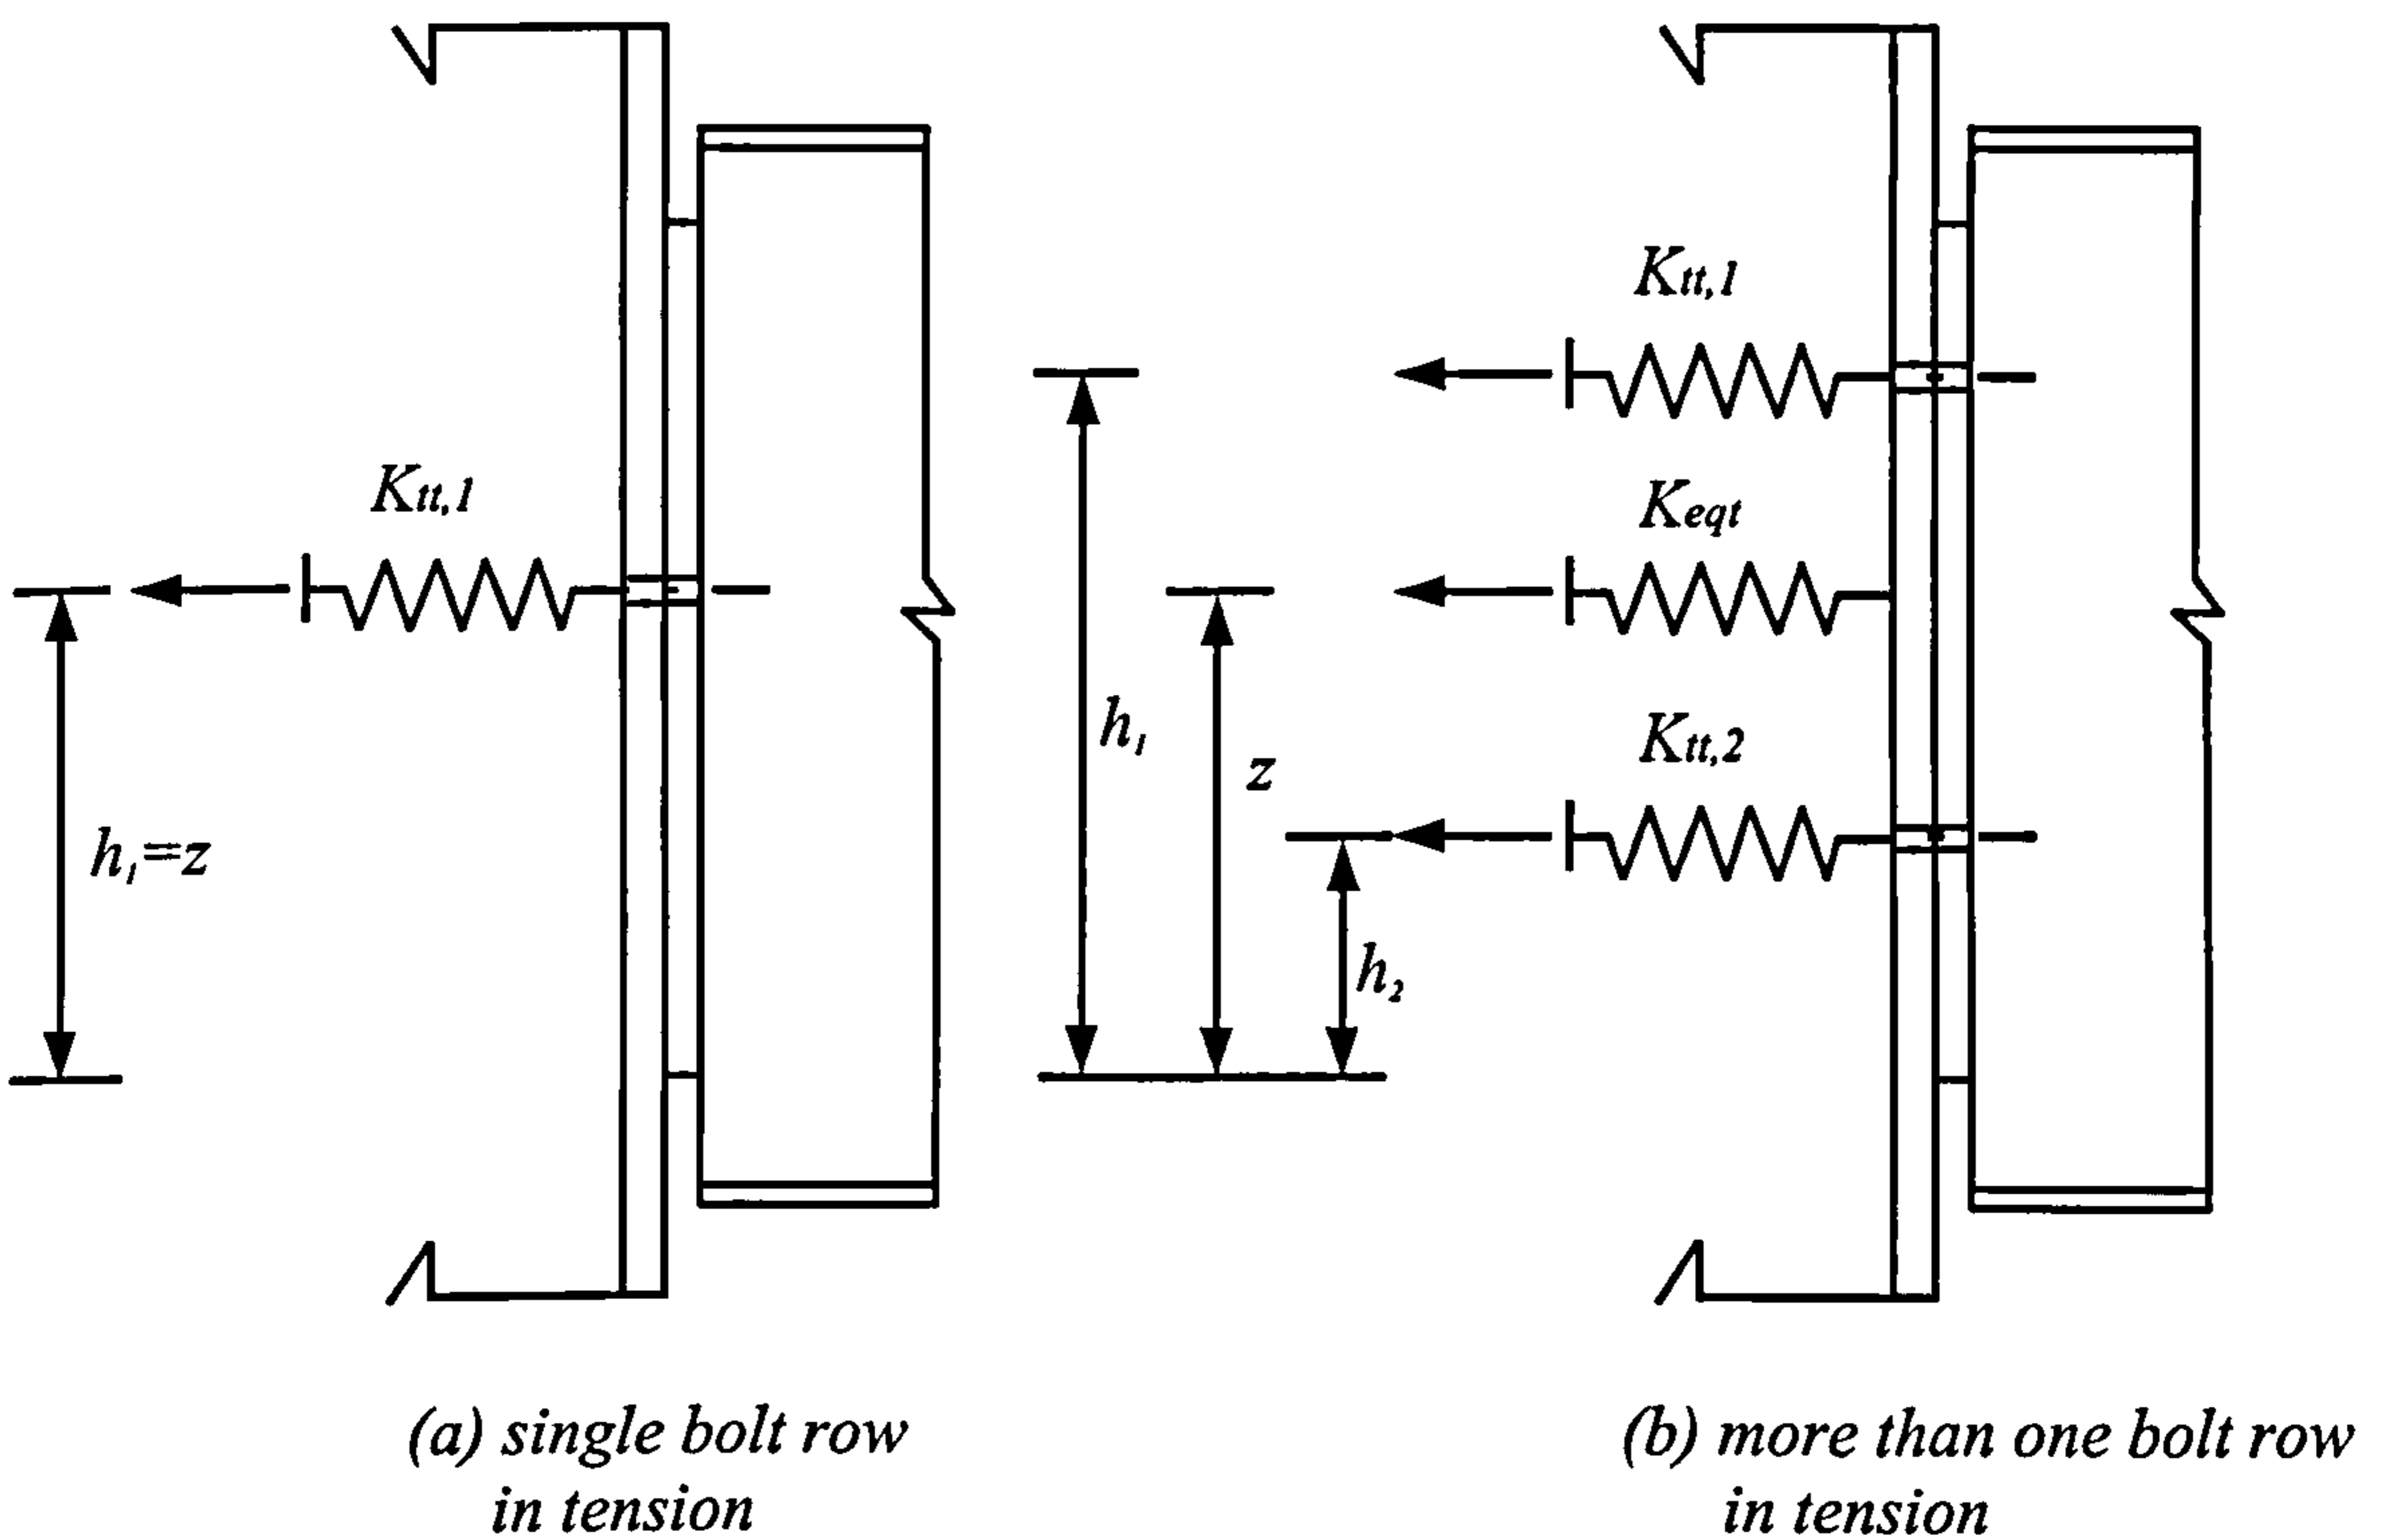 Ktt,1
h1=z
(a) single bolt row
in tension
Ktt,1
Keqt
Ktt,2
h1
z
h2
(b) more than one bolt row
in tension